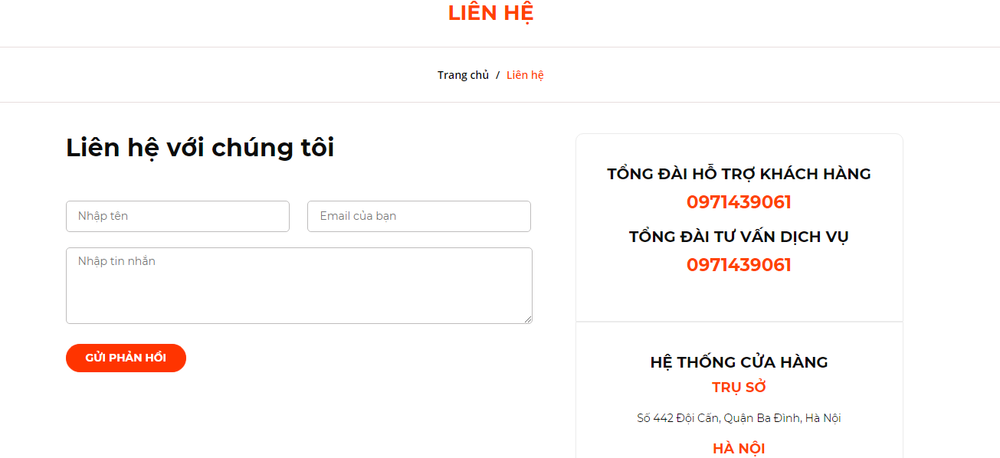 LIÊN HỆ
Trang chủ / Liên hệ
Liên hệ với chúng tôi
Nhập tên
Email của bạn
Nhập tin nhắn
GỬI PHẢN HỒI
TỔNG ĐÀI HỖ TRỢ KHÁCH HÀNG
0971439061
TỔNG ĐÀI TƯ VẤN DỊCH VỤ
0971439061
HỆ THỐNG CỬA HÀNG
TRỤ SỞ
Số 442 Đội Cấn, Quận Ba Đình, Hà Nội
HÀ NỘI